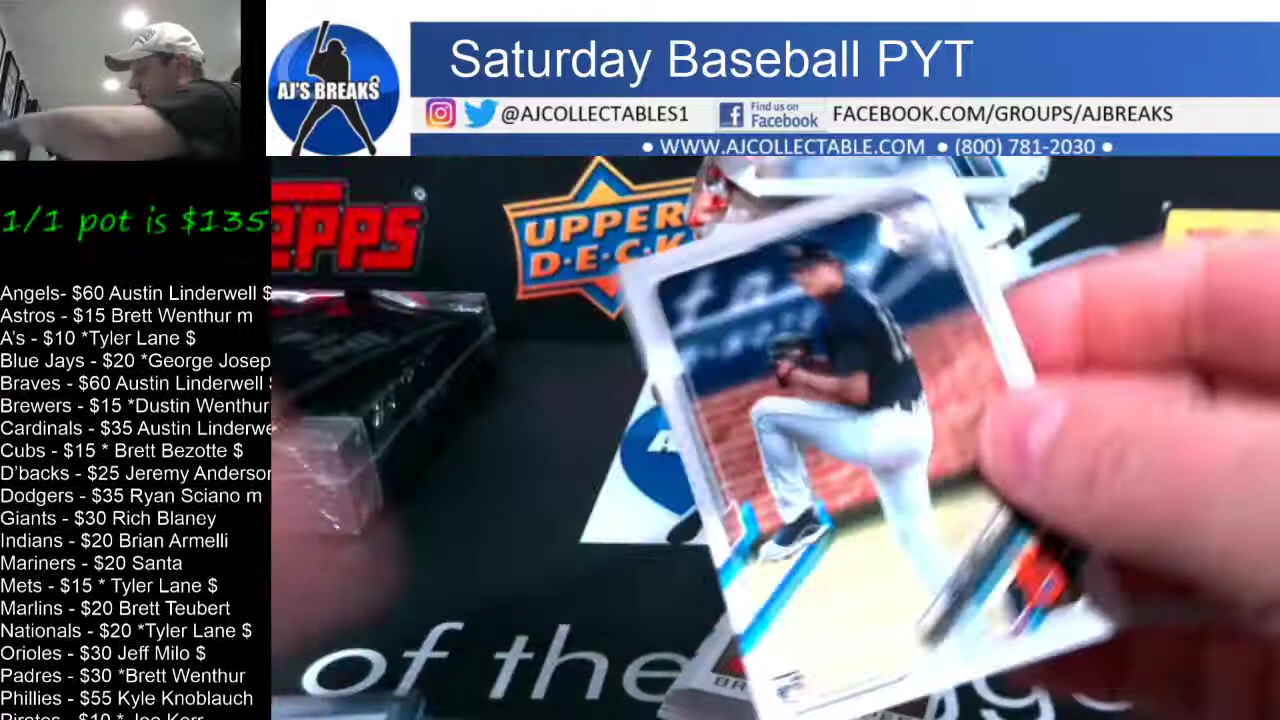 Saturday Baseball PYT
AJ'S BREAKS
@AJCOLLECTABLES1
Find us on
Facebook
FACEBOOK.COM/GROUPS/AJBREAKS
• WWW.AJCOLLECTABLE.COM • (800) 781-2030 •
1/1 pot is $135
Angels- $60 Austin Linderwell $
Astros - $15 Brett Wenthur m
A's - $10 *Tyler Lane $
Blue Jays - $20 *George Josep
Braves - $60 Austin Linderwell $
Brewers - $15 *Dustin Wenthur
Cardinals - $35 Austin Linderwe
Cubs - $15 * Brett Bezotte $
D'backs - $25 Jeremy Anderson
Dodgers - $35 Ryan Sciano m
Giants - $30 Rich Blaney
Indians - $20 Brian Armelli
Mariners - $20 Santa
Mets - $15 * Tyler Lane $
Marlins - $20 Brett Teubert
Nationals - $20 *Tyler Lane $
Orioles - $30 Jeff Milo $
Padres - $30 *Brett Wenthur
Phillies - $55 Kyle Knoblauch
Pirates - $10 * Joe Kerr
EPPS
UPPER
D·E·C·K
of the